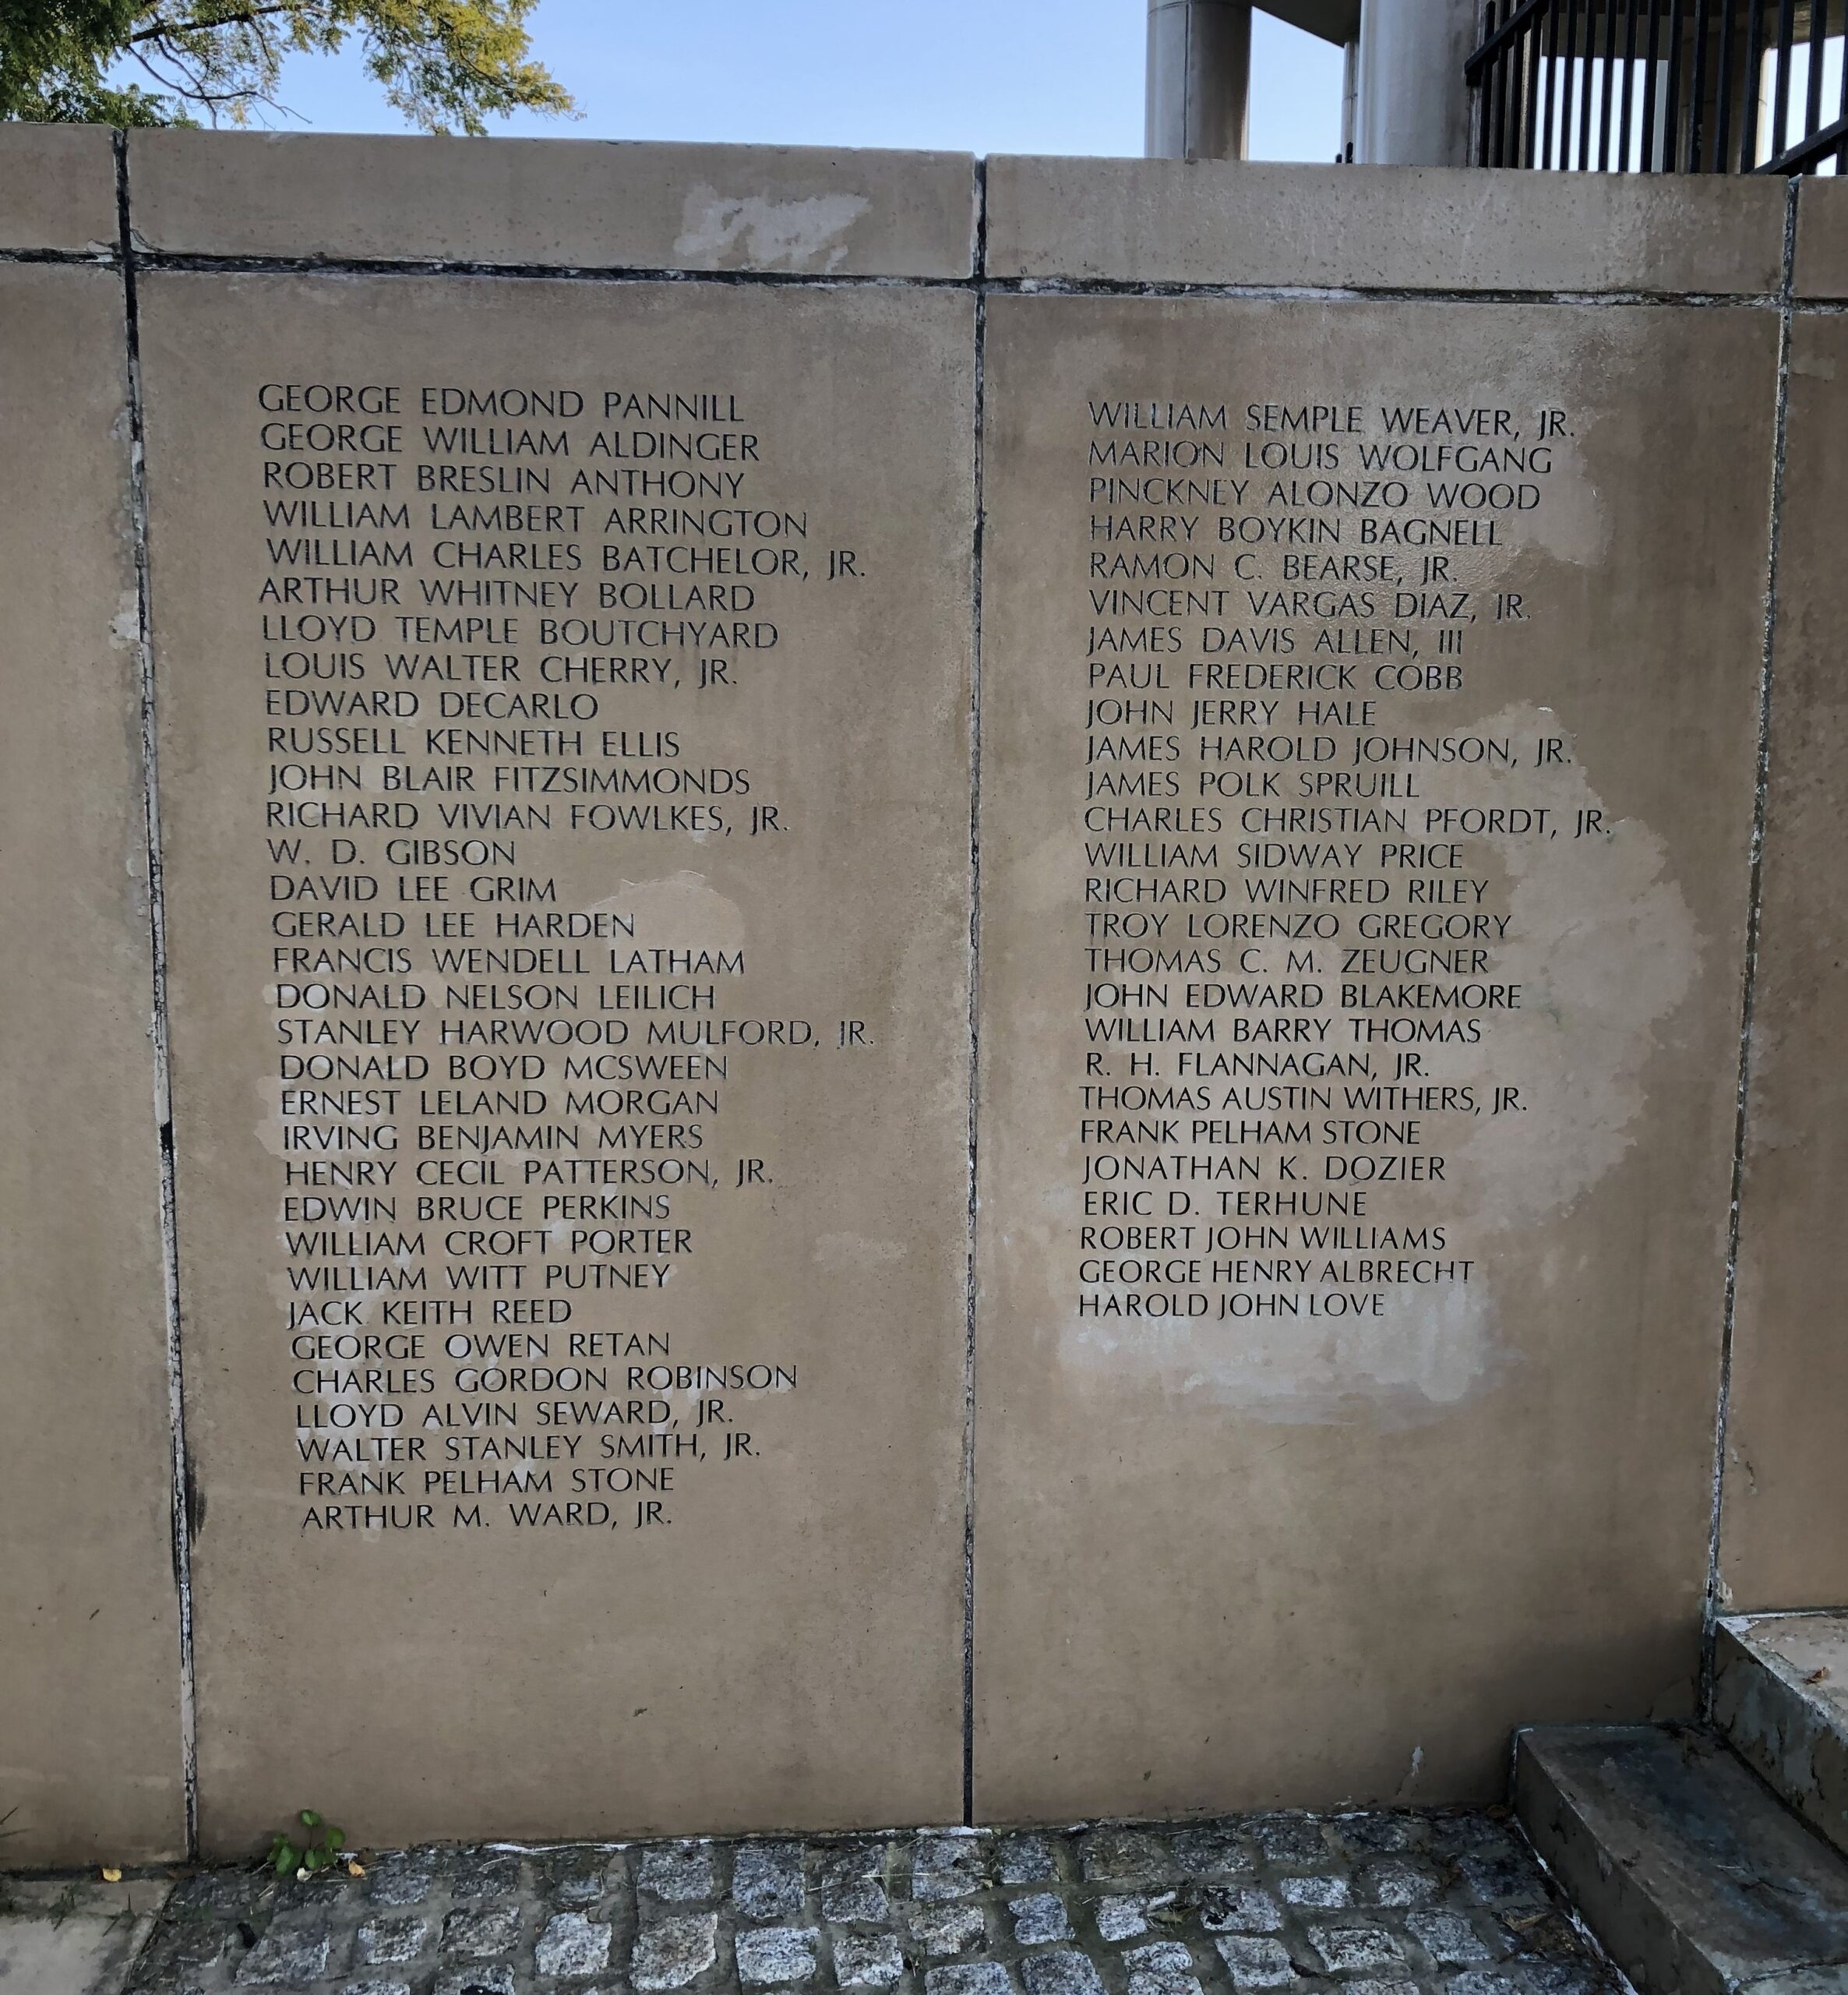 GEORGE EDMOND PANNILL
GEORGE WILLIAM ALDINGER
ROBERT BRESLIN ANTHONY
WILLIAM LAMBERT ARRINGTON
WILLIAM CHARLES BATCHELOR, JR.
ARTHUR WHITNEY BOLLARD
LLOYD TEMPLE BOUTCHYARD
LOUIS WALTER CHERRY, JR.
EDWARD DECARLO
RUSSELL KENNETH ELLIS
JOHN BLAIR FITZSIMMONDS
RICHARD VIVIAN FOWLKES, JR.
W. D. GIBSON
DAVID LEE GRIM
GERALD LEE HARDEN
FRANCIS WENDELL LATHAM
DONALD NELSON LEILICH
STANLEY HARWOOD MULFORD, JR.
DONALD BOYD MCSWEEN
ERNEST LELAND MORGAN
IRVING BENJAMIN MYERS
HENRY CECIL PATTERSON, JR.
EDWIN BRUCE PERKINS
WILLIAM CROFT PORTER
WILLIAM WITT PUTNEY
JACK KEITH REED
GEORGE OWEN RETAN
CHARLES GORDON ROBINSON
LLOYD ALVIN SEWARD, JR.
WALTER STANLEY SMITH, JR.
FRANK PELHAM STONE
ARTHUR M. WARD, JR.
WILLIAM SEMPLE WEAVER, JR.
MARION LOUIS WOLFGANG
PINCKNEY ALONZO WOOD
HARRY BOYKIN BAGNELL
RAMON C. BEARSE, JR.
VINCENT VARGAS DIAZ, JR.
JAMES DAVIS ALLEN, III
PAUL FREDERICK COBB
JOHN JERRY HALE
JAMES HAROLD JOHNSON, JR.
JAMES POLK SPRUILL
CHARLES CHRISTIAN PFORDT, JR.
WILLIAM SIDWAY PRICE
RICHARD WINFRED RILEY
TROY LORENZO GREGORY
THOMAS C. M. ZEUGNER
JOHN EDWARD BLAKEMORE
WILLIAM BARRY THOMAS
R. H. FLANNAGAN, JR.
THOMAS AUSTIN WITHERS, JR.
FRANK PELHAM STONE
JONATHAN K. DOZIER
ERIC D. TERHUNE
ROBERT JOHN WILLIAMS
GEORGE HENRY ALBRECHT
HAROLD JOHN LOVE